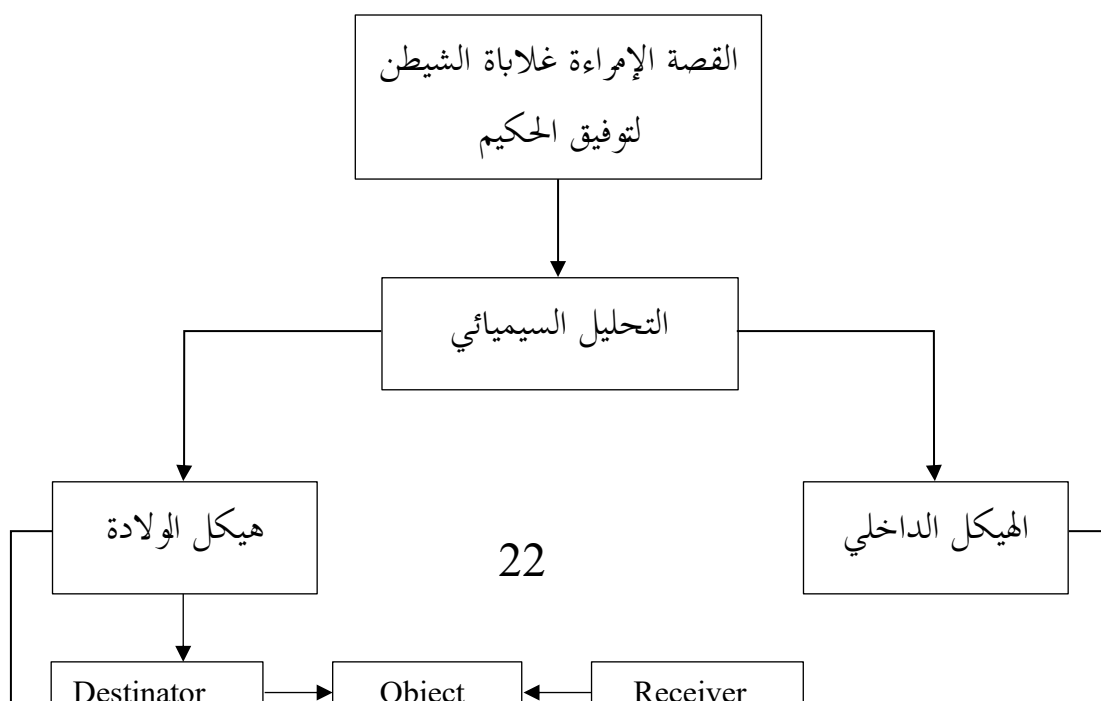 القصة الإمراءة غلاباة الشيطن
لتوفيق الحكيم
التحليل السيميائي
الهيكل الداخلي
هيكل الولادة
22
Destinator
Object
Receiver